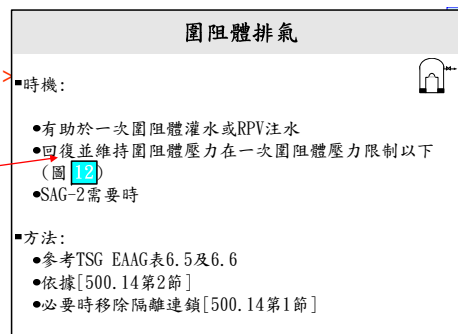 圍阻體排氣
▪時機:
●有助於一次圍阻體灌水或RPV注水
●回復並維持圍阻體壓力在一次圍阻體壓力限制以下
(圖12)
●SAG-2需要時
▪方法:
●參考TSG EAAG表6.5及6.6
●依據[500.14第2節]
●必要時移除隔離連鎖[500.14第1節]